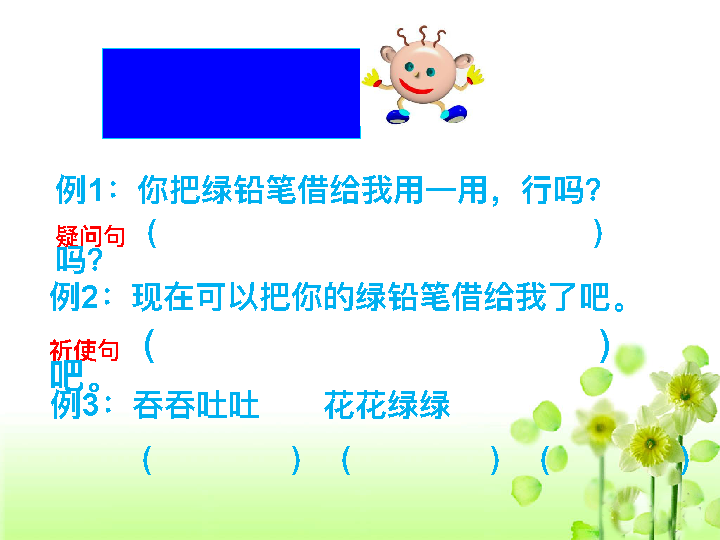 例1：你把绿铅笔借给我用一用，行吗?
疑问句（ ）
吗?
例2：现在可以把你的绿铅笔借给我了吧。
祈使句（ ）
吧。
例3：吞吞吐吐 花花绿绿
（ ）（ ）（ ）